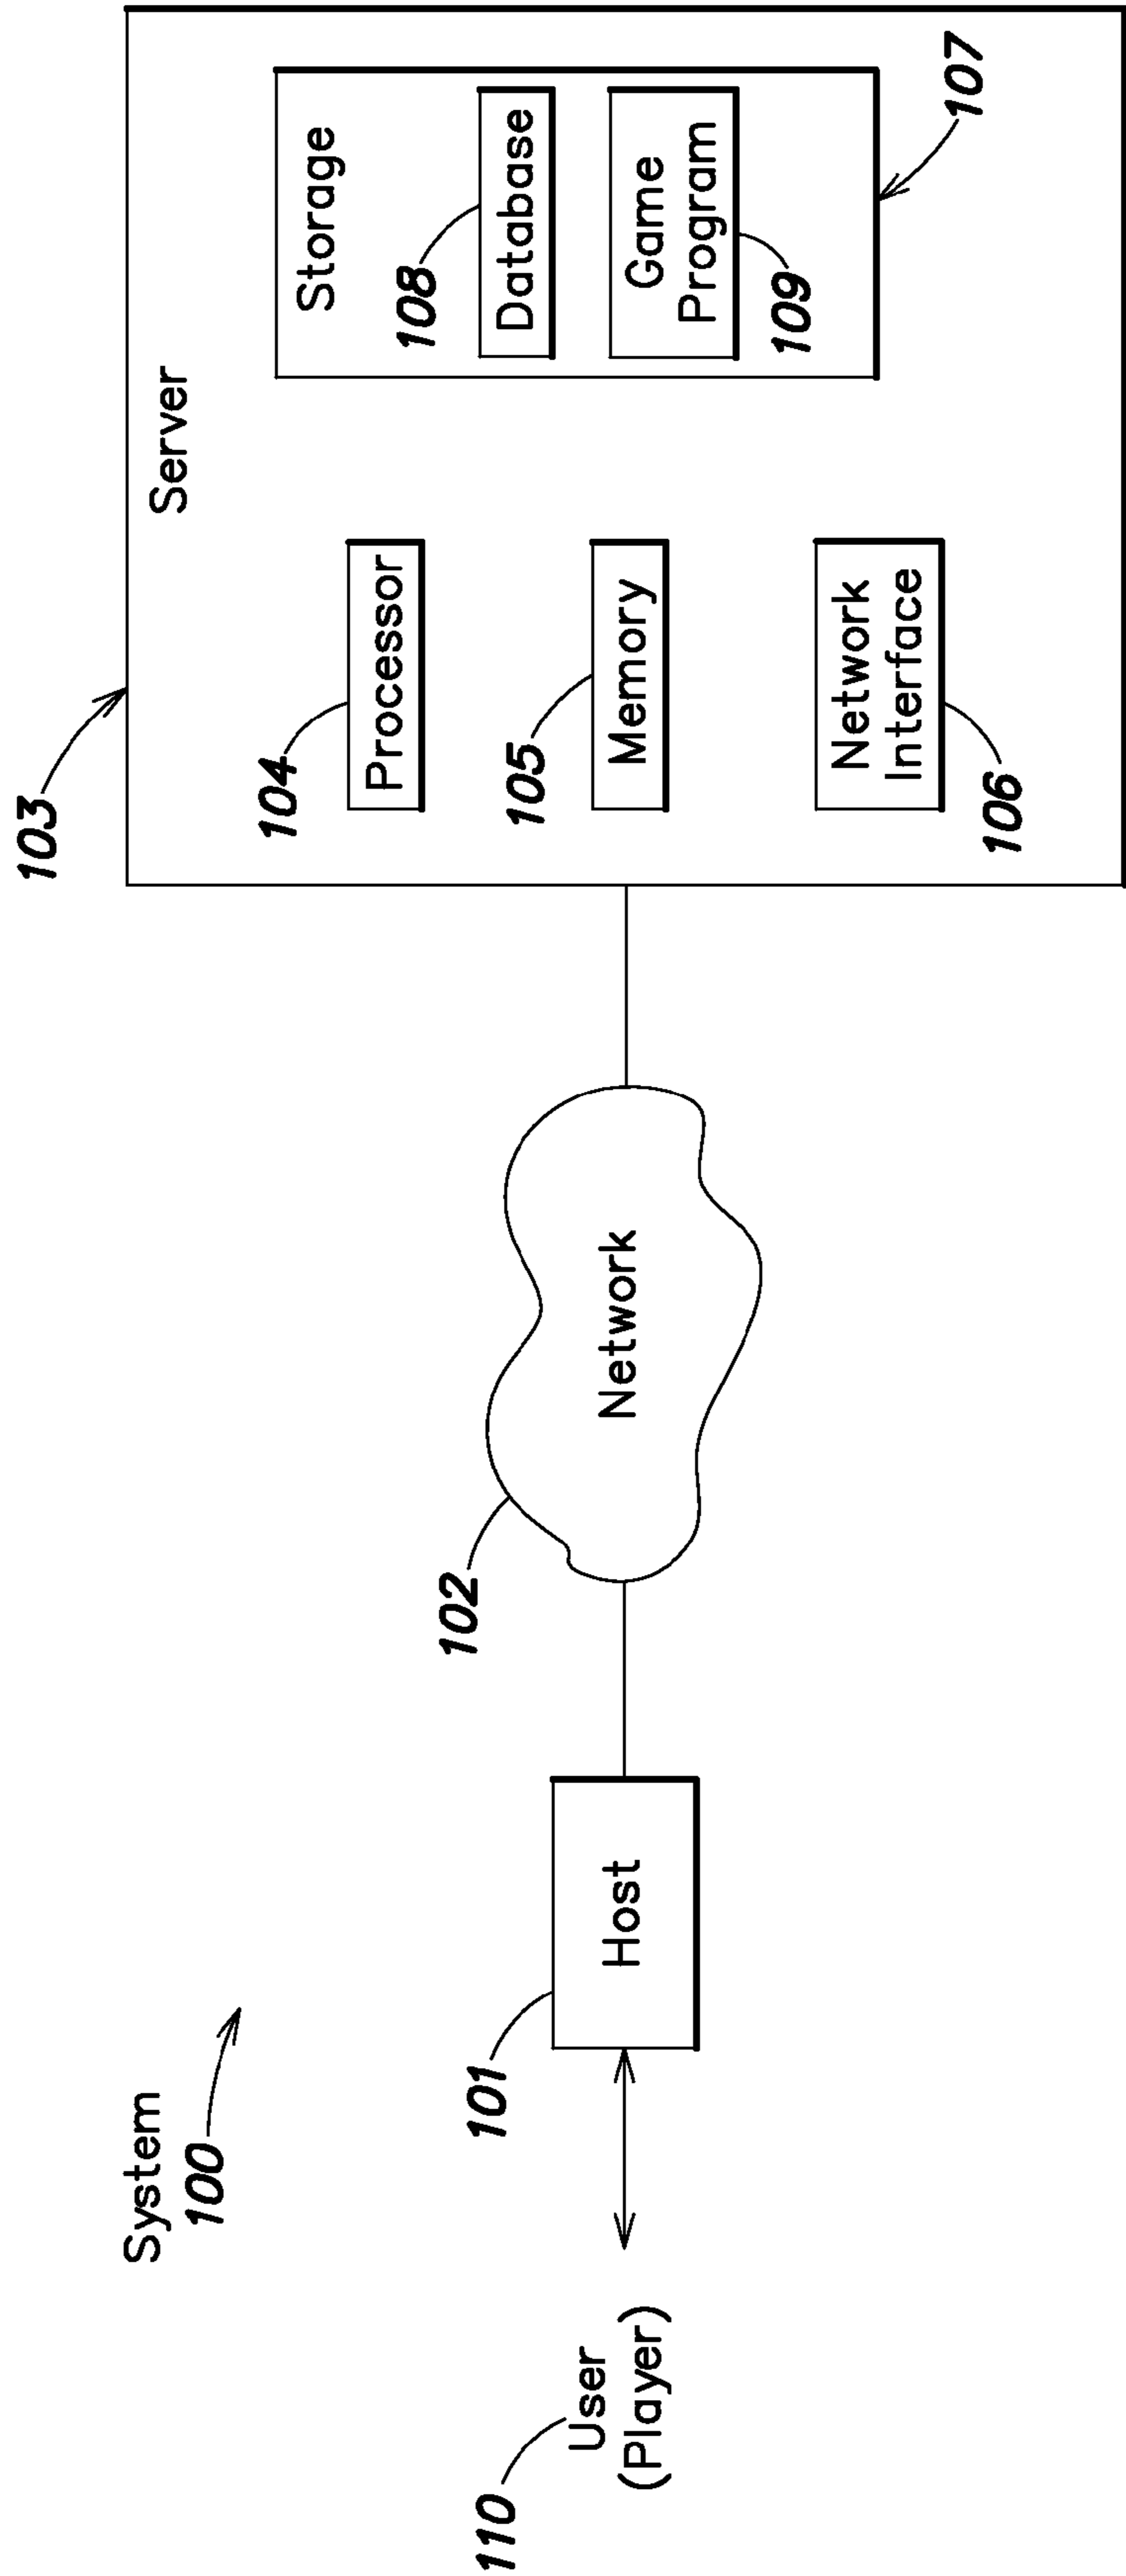 System
100
110
User
(Player)
101
Host
102
Network
103
Server
104
Processor
105
Memory
Network
Interface
106
Storage
108
Database
Game
Program
109
107